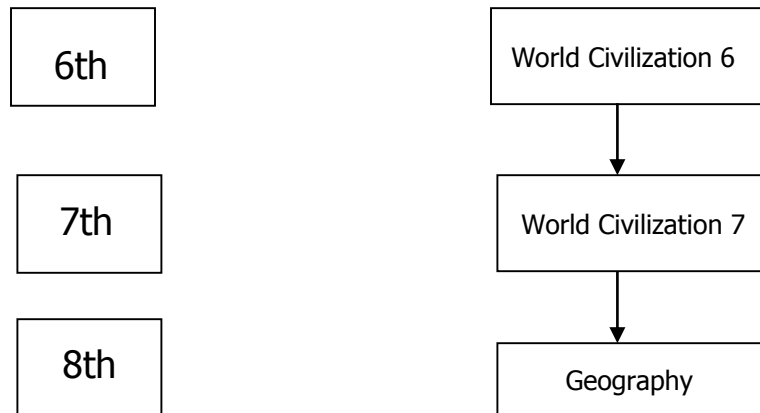 6th
World Civilization 6
7th
World Civilization 7
8th
Geography